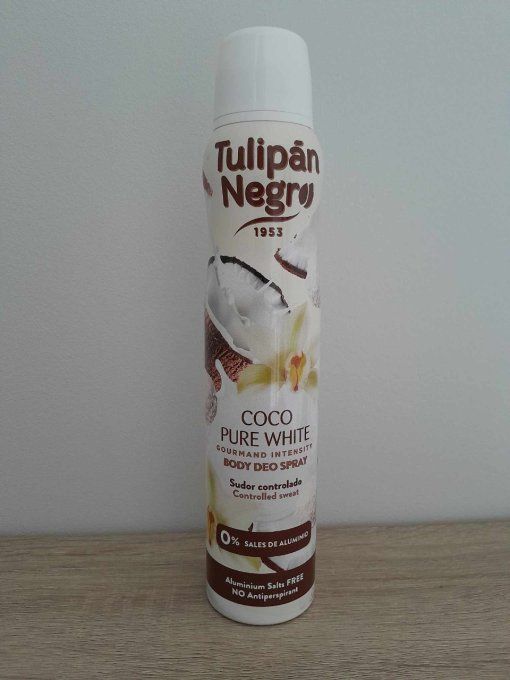 Tulipán
Negro
1953
COCO
PURE WHITE
GOURMAND INTENSITY
BODY DEO SPRAY
Sudor controlado
Controlled sweat
0% SALES DE ALUMINIO
Aluminium Salts FREE
NO Antiperspirant